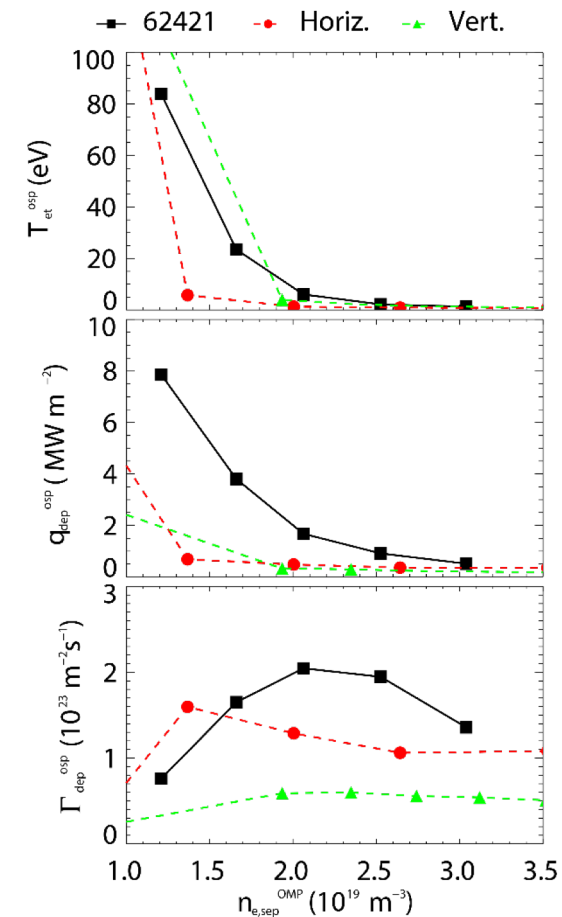 62421 Horiz. Vert.
T_et^osp (eV)
100
80
60
40
20
0
q_dep^osp (MW m^−2)
10
8
6
4
2
0
Γ_dep^osp (10^23 m^−2 s^−1)
3
2
1
0
1.0 1.5 2.0 2.5 3.0 3.5
n_e,sep^OMP (10^19 m^−3)